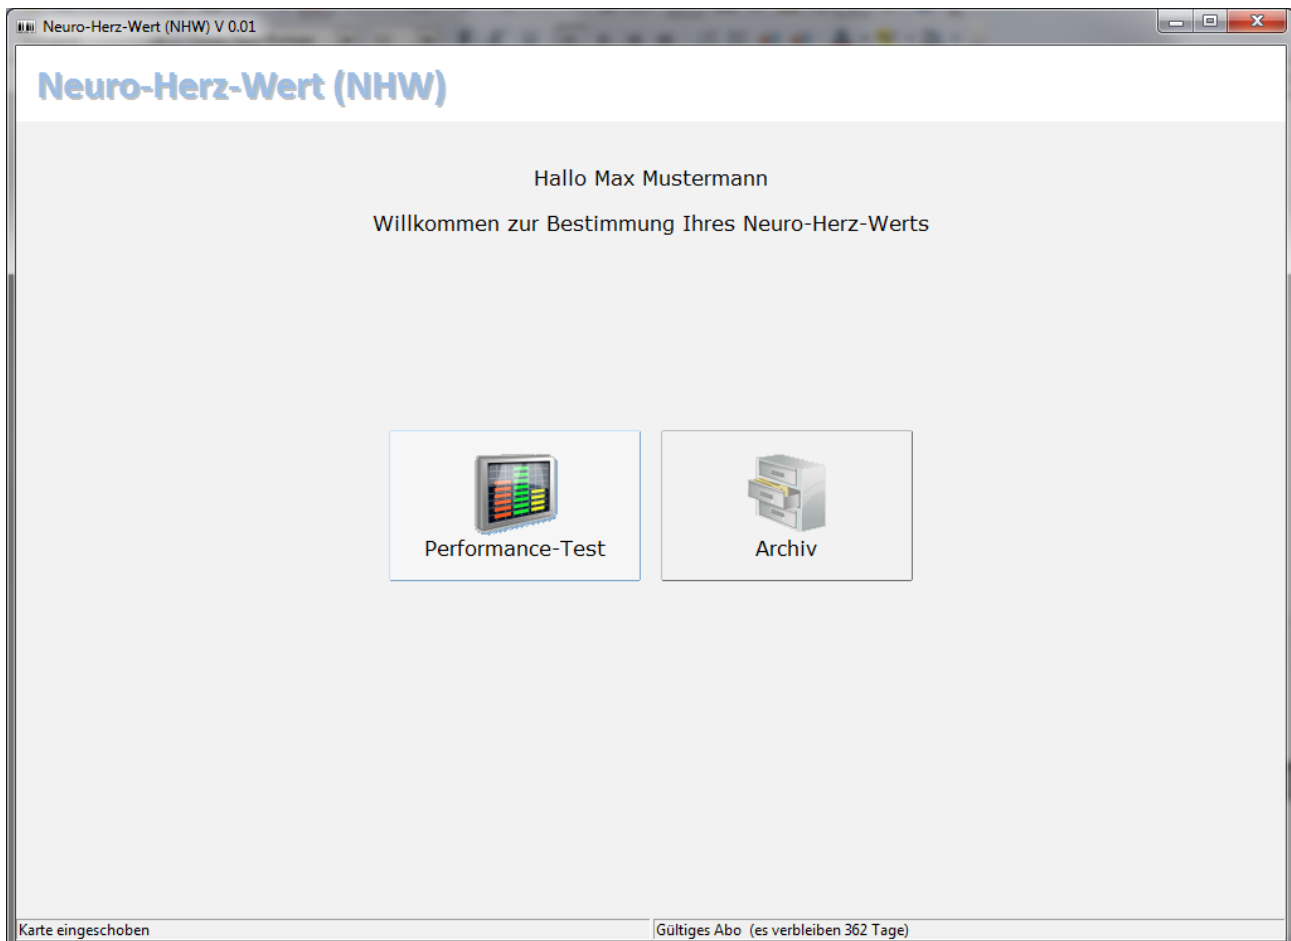 Neuro-Herz-Wert (NHW) V 0.01
Neuro-Herz-Wert (NHW)
Hallo Max Mustermann
Willkommen zur Bestimmung Ihres Neuro-Herz-Werts
Performance-Test
Archiv
Karte eingeschoben
Gültiges Abo (es verbleiben 362 Tage)